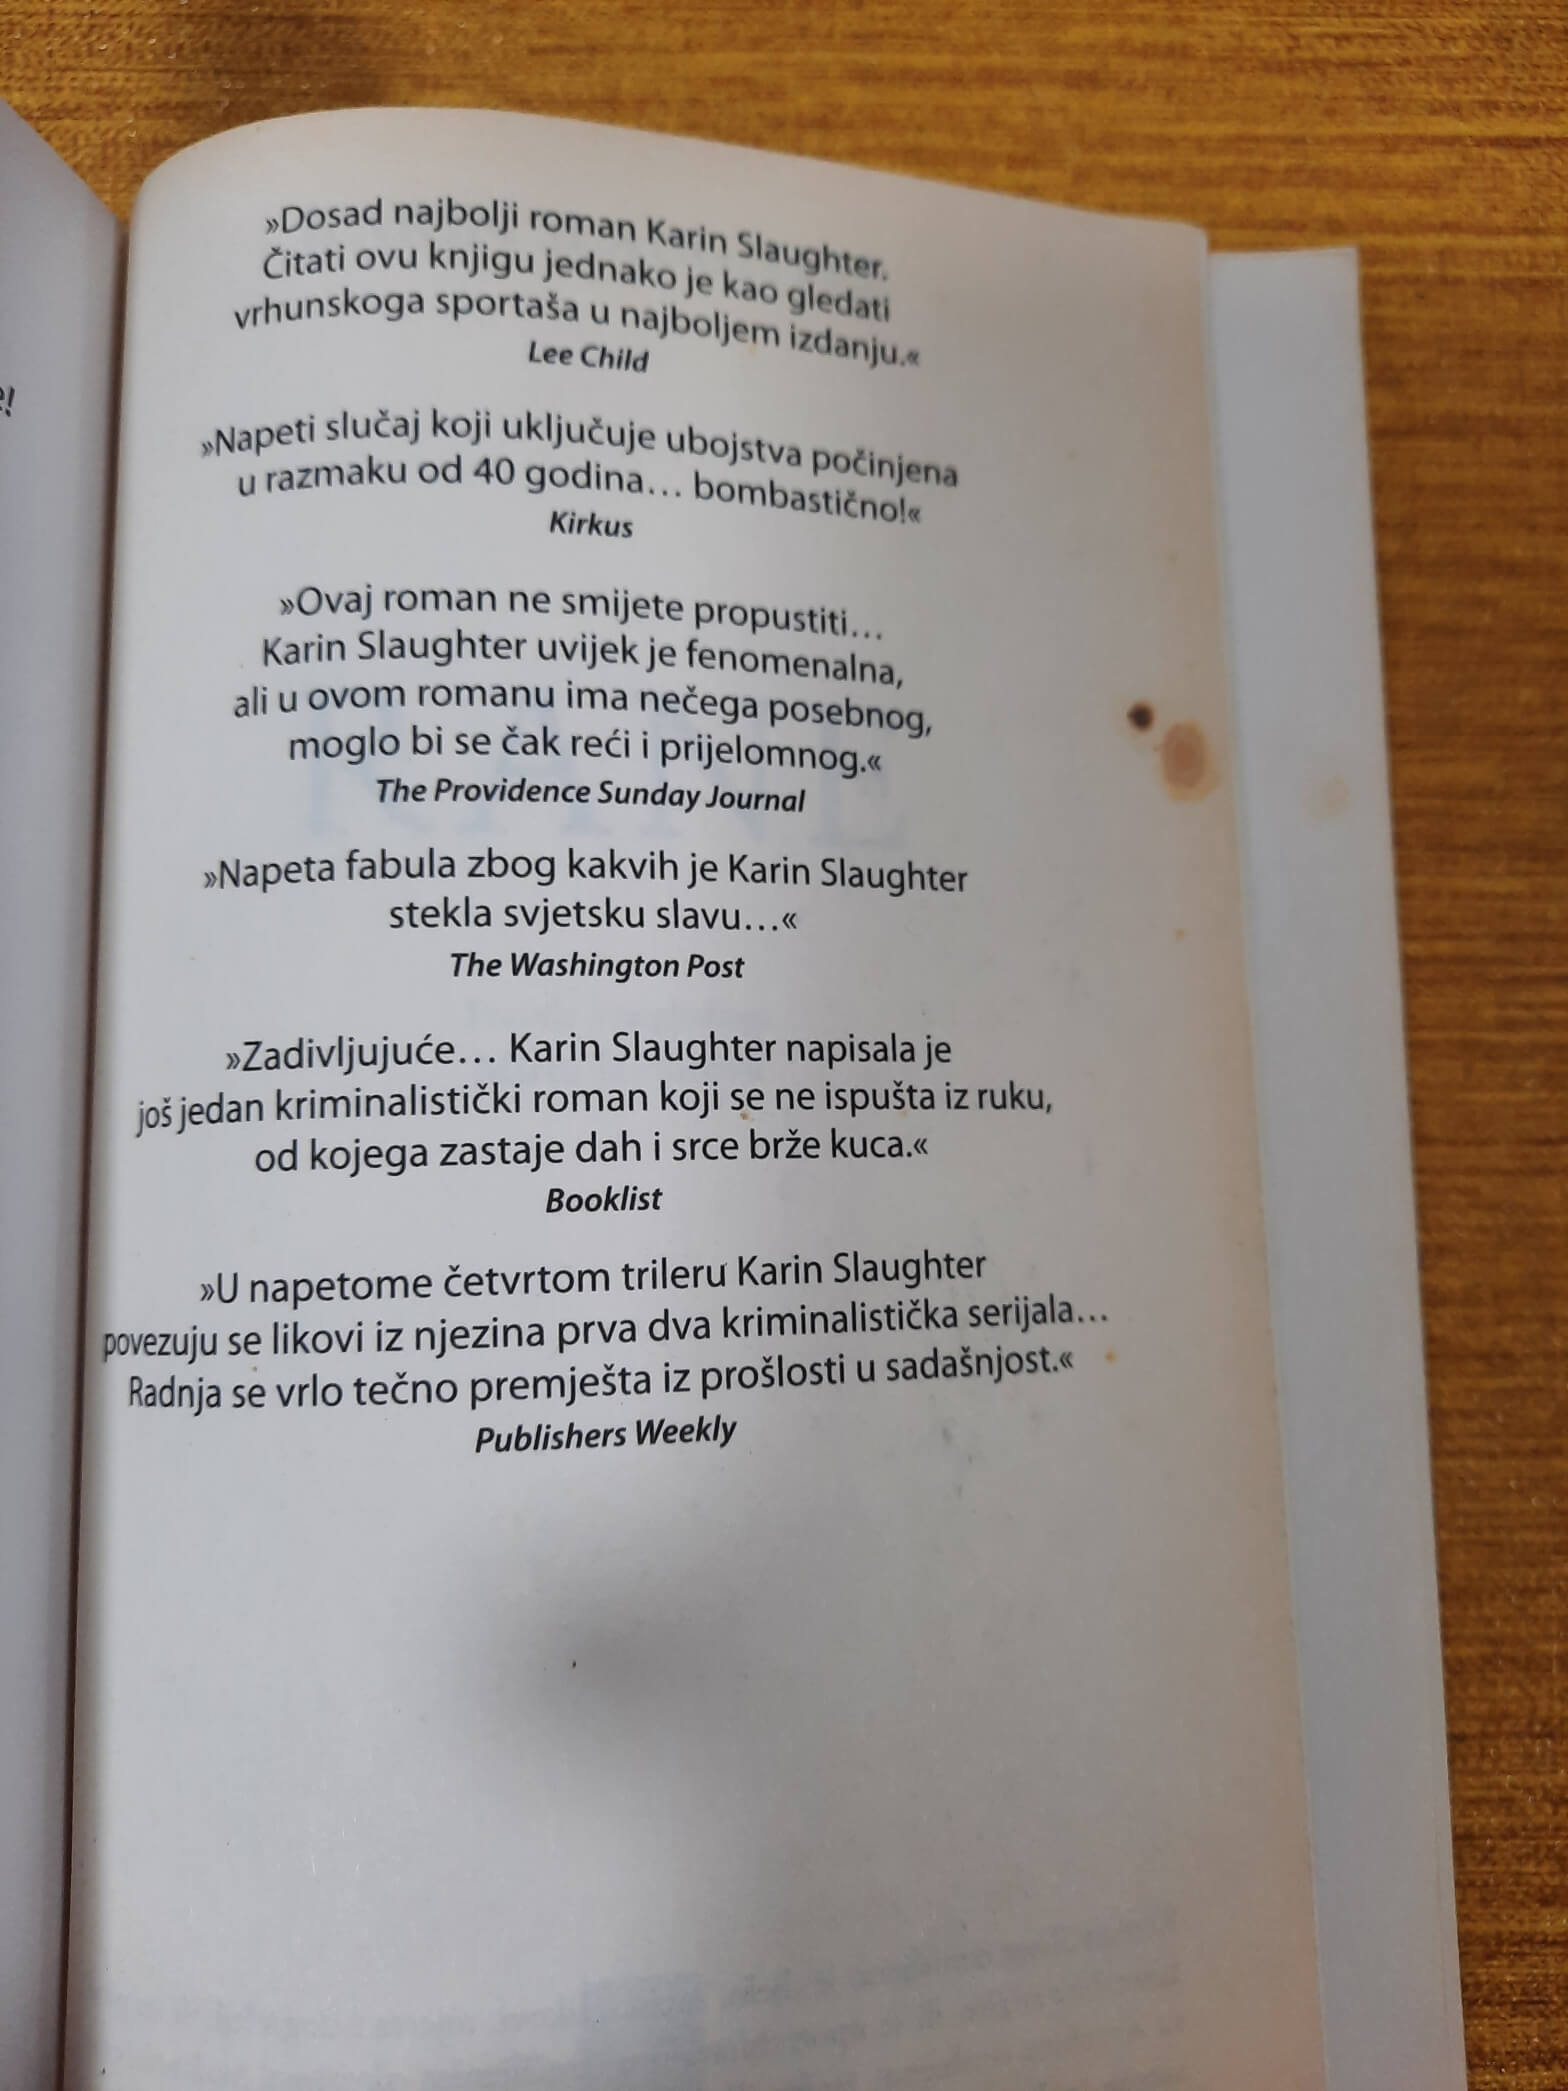 »Dosad najbolji roman Karin Slaughter.
Čitati ovu knjigu jednako je kao gledati
vrhunskoga sportaša u najboljem izdanju.«
Lee Child
»Napeti slučaj koji uključuje ubojstva počinjena
u razmaku od 40 godina… bombastično!«
Kirkus
»Ovaj roman ne smijete propustiti…
Karin Slaughter uvijek je fenomenalna,
ali u ovom romanu ima nečega posebnog,
moglo bi se čak reći i prijelomnog.«
The Providence Sunday Journal
»Napeta fabula zbog kakvih je Karin Slaughter
stekla svjetsku slavu…«
The Washington Post
»Zadivljujuće… Karin Slaughter napisala je
još jedan kriminalistički roman koji se ne ispušta iz ruku,
od kojega zastaje dah i srce brže kuca.«
Booklist
»U napetome četvrtom trileru Karin Slaughter
povezuju se likovi iz njezina prva dva kriminalistička serijala…
Radnja se vrlo tečno premješta iz prošlosti u sadašnjost.«
Publishers Weekly